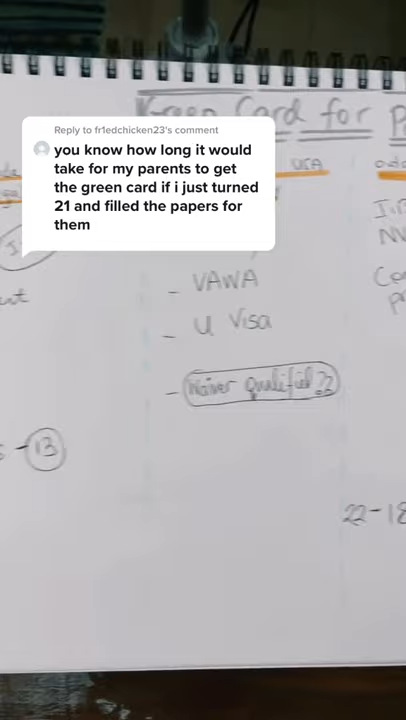 Green Card for P
Reply to fr1edchicken23's comment
you know how long it would
take for my parents to get
the green card if i just turned
21 and filled the papers for
them
USA
- VAWA
- U Visa
- Waiver Qualified??
13
22-18